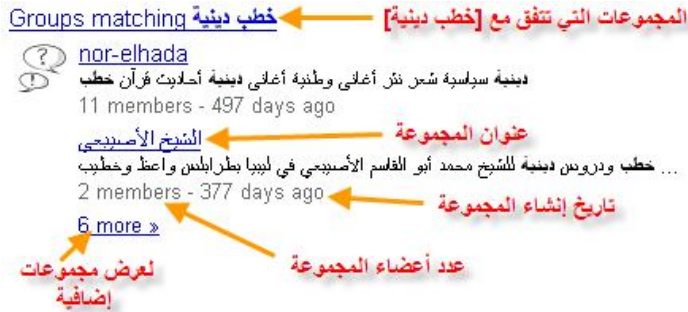 Groups matching خطب دينية
المجموعات التي تتفق مع [خطب دينية]
nor-elhada
دينية سياسية شعر نثر أغاني وطنية أغاني دينية أحاديث قرآن خطب
11 members - 497 days ago
الشيخ الأصيبعي
عنوان المجموعة
خطب ودروس دينية للشيخ محمد أبو القاسم الأصيبعي في ليبيا بطرابلس واعظ وخطيب ...
2 members - 377 days ago
تاريخ إنشاء المجموعة
6 more »
عدد أعضاء المجموعة
لعرض مجموعات
إضافية